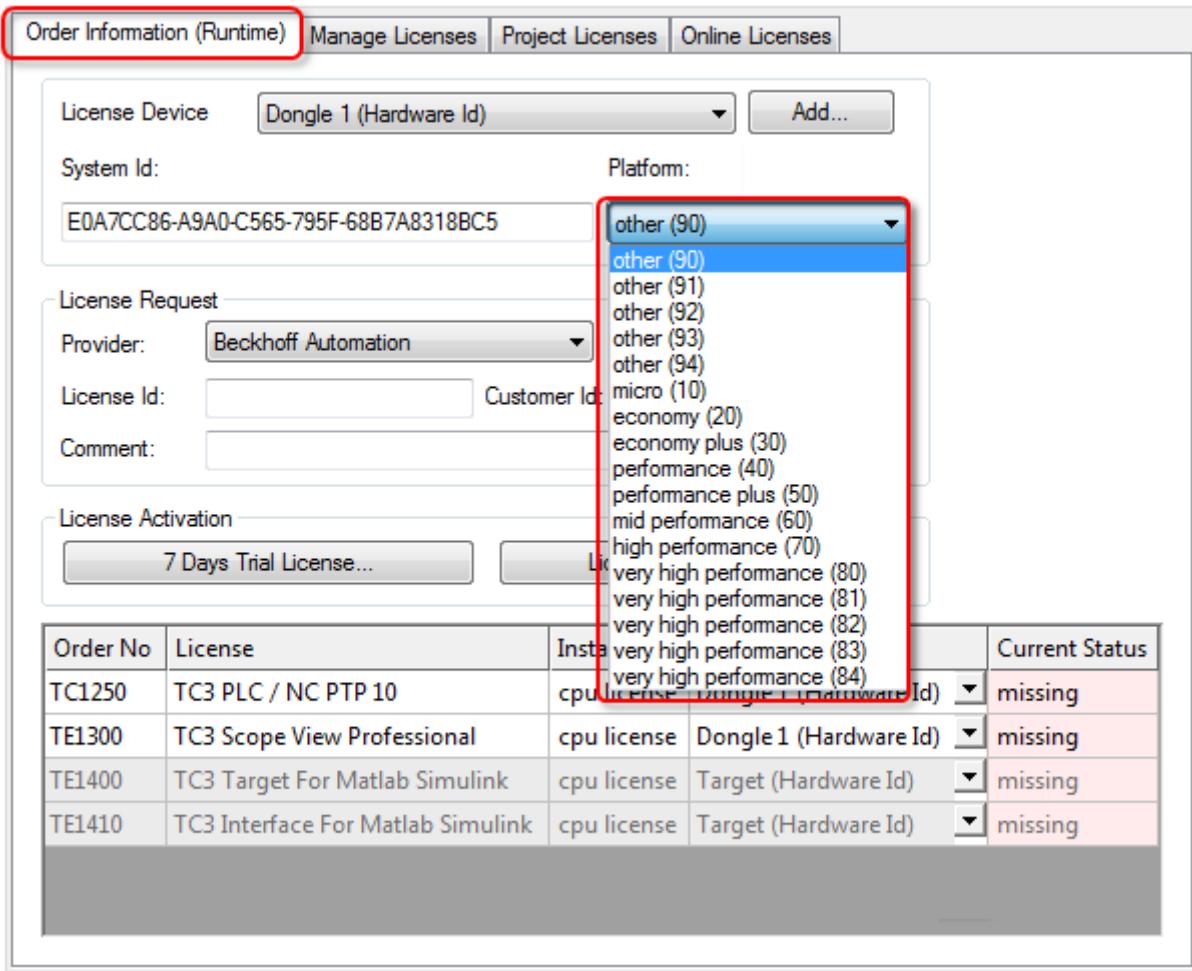 Order Information (Runtime) Manage Licenses Project Licenses Online Licenses
License Device Dongle 1 (Hardware Id) Add...
System Id: Platform:
E0A7CC86-A9A0-C565-795F-68B7A8318BC5 other (90)
other (90)
other (91)
other (92)
other (93)
other (94)
micro (10)
economy (20)
economy plus (30)
performance (40)
performance plus (50)
mid performance (60)
high performance (70)
very high performance (80)
very high performance (81)
very high performance (82)
very high performance (83)
very high performance (84)
License Request
Provider: Beckhoff Automation
License Id: Customer Id:
Comment:
License Activation
7 Days Trial License...
Order No License Current Status
TC1250 TC3 PLC / NC PTP 10 cpu license Dongle 1 (Hardware Id) missing
TE1300 TC3 Scope View Professional cpu license Dongle 1 (Hardware Id) missing
TE1400 TC3 Target For Matlab Simulink cpu license Target (Hardware Id) missing
TE1410 TC3 Interface For Matlab Simulink cpu license Target (Hardware Id) missing